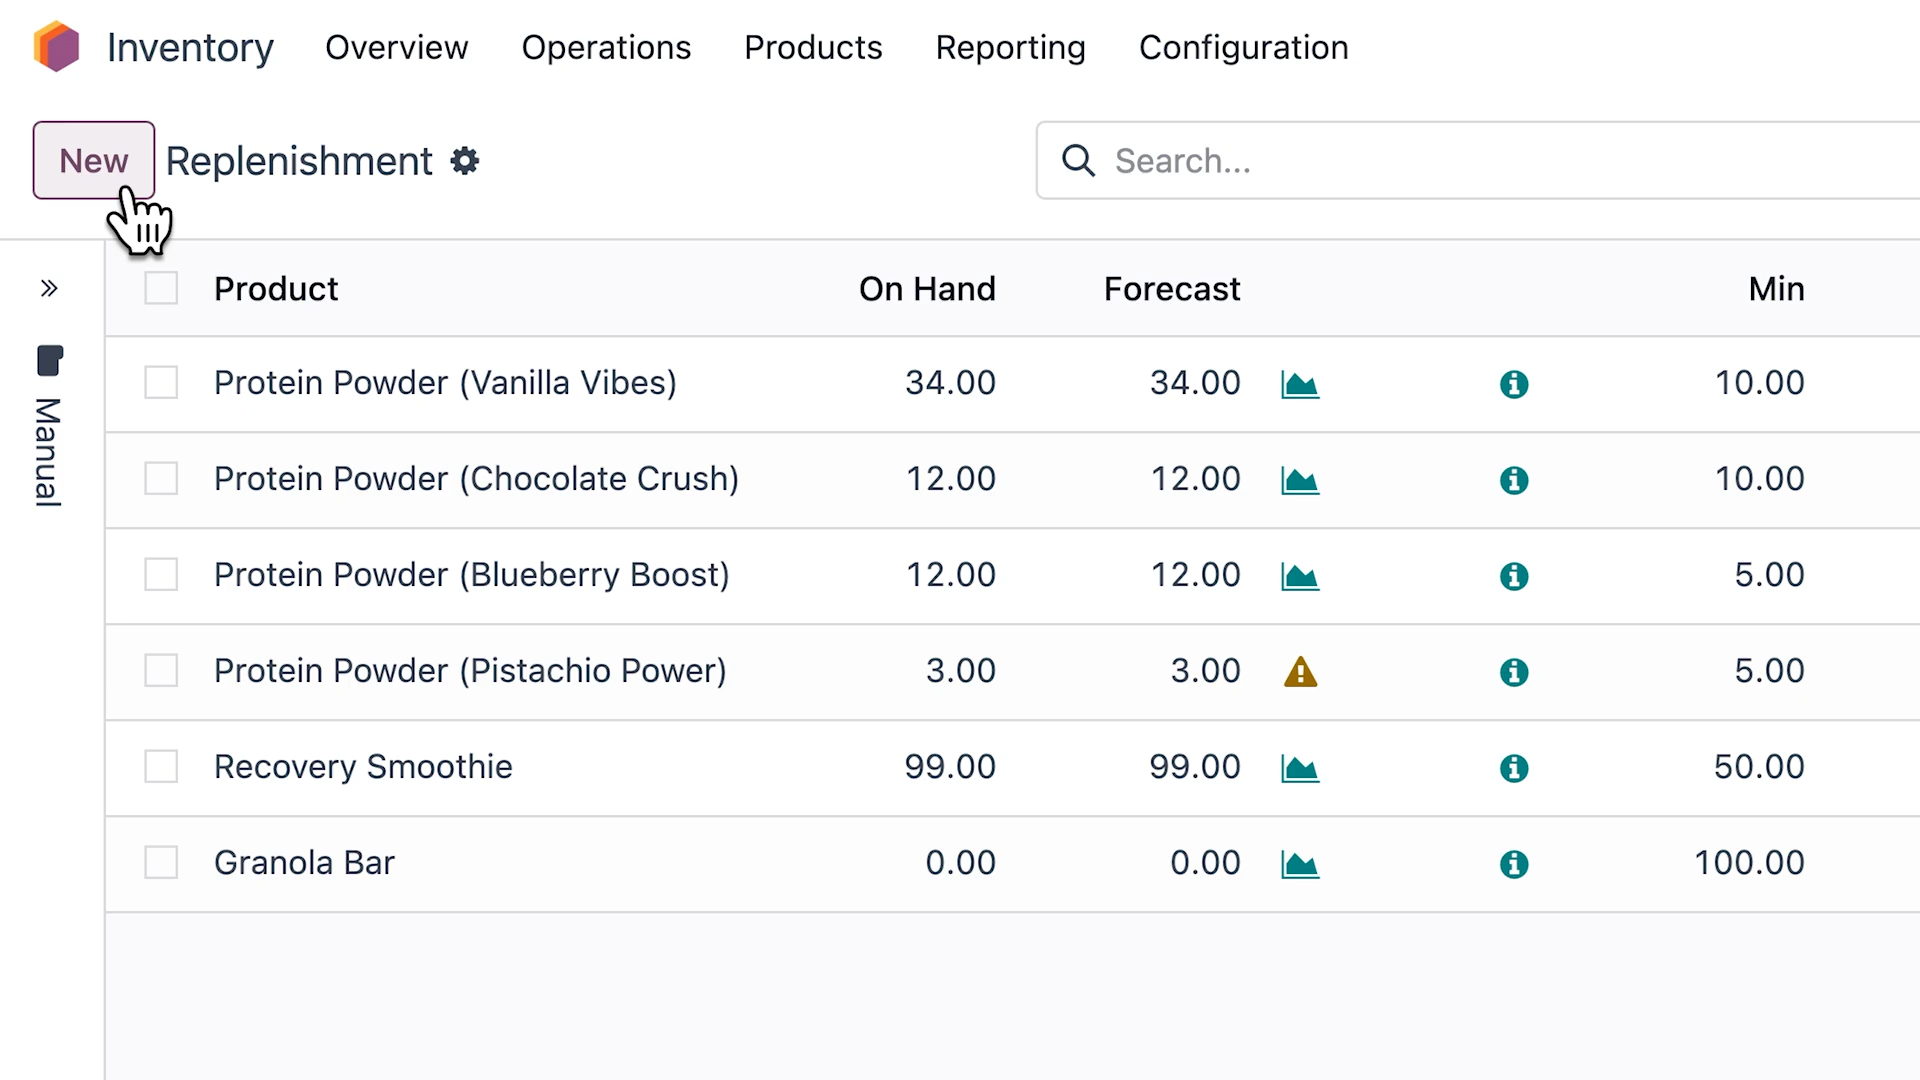 Inventory Overview Operations Products Reporting Configuration
New Replenishment Search...
Manual
Product On Hand Forecast Min
Protein Powder (Vanilla Vibes) 34.00 34.00 10.00
Protein Powder (Chocolate Crush) 12.00 12.00 10.00
Protein Powder (Blueberry Boost) 12.00 12.00 5.00
Protein Powder (Pistachio Power) 3.00 3.00 5.00
Recovery Smoothie 99.00 99.00 50.00
Granola Bar 0.00 0.00 100.00